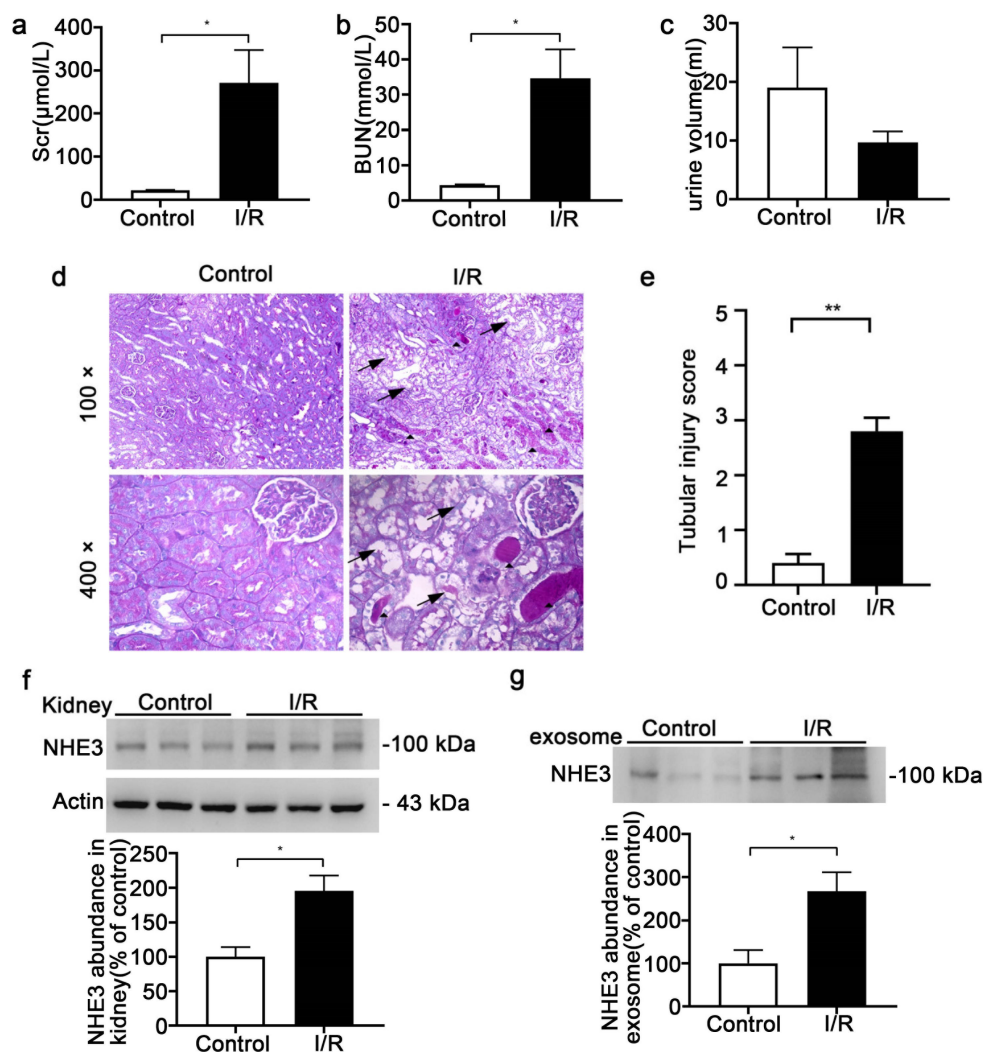 a
Scr(μmol/L)
400
300
200
100
0
*
Control
I/R
b
BUN(mmol/L)
50
40
30
20
10
0
*
Control
I/R
c
urine volume(ml)
30
20
10
0
Control
I/R
d
Control
I/R
100 ×
400 ×
e
Tubular injury score
5
4
3
2
1
0
**
Control
I/R
f
Kidney
Control
I/R
NHE3
-100 kDa
Actin
- 43 kDa
NHE3 abundance in
kidney(% of control)
250
200
150
100
50
0
*
Control
I/R
g
exosome
Control
I/R
NHE3
-100 kDa
NHE3 abundance in
exosome(% of control)
400
300
200
100
0
*
Control
I/R